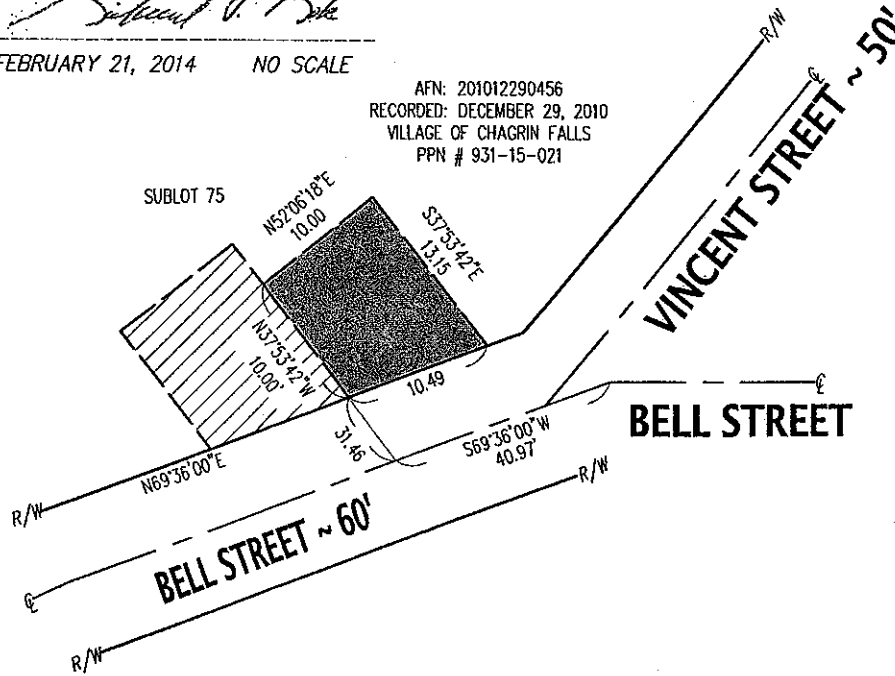 FEBRUARY 21, 2014 NO SCALE
AFN: 201012290456
RECORDED: DECEMBER 29, 2010
VILLAGE OF CHAGRIN FALLS
PPN # 931-15-021
SUBLOT 75
N52°06'18"E
10.00
S37°53'42"E
13.15
N37°53'42"W
10.00'
10.49
31.46
S69°36'00"W
40.97'
N69°36'00"E
R/W
VINCENT STREET ~ 50'
℄
℄
BELL STREET
R/W
R/W
BELL STREET ~ 60'
℄
R/W